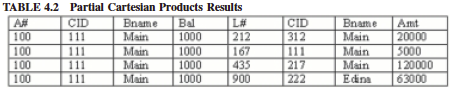 TABLE 4.2 Partial Cartesian Products Results
A# CID Bname Bal L# CID Bname Amt
100 111 Main 1000 212 312 Main 20000
100 111 Main 1000 167 111 Main 5000
100 111 Main 1000 435 217 Main 120000
100 111 Main 1000 900 222 Edina 63000